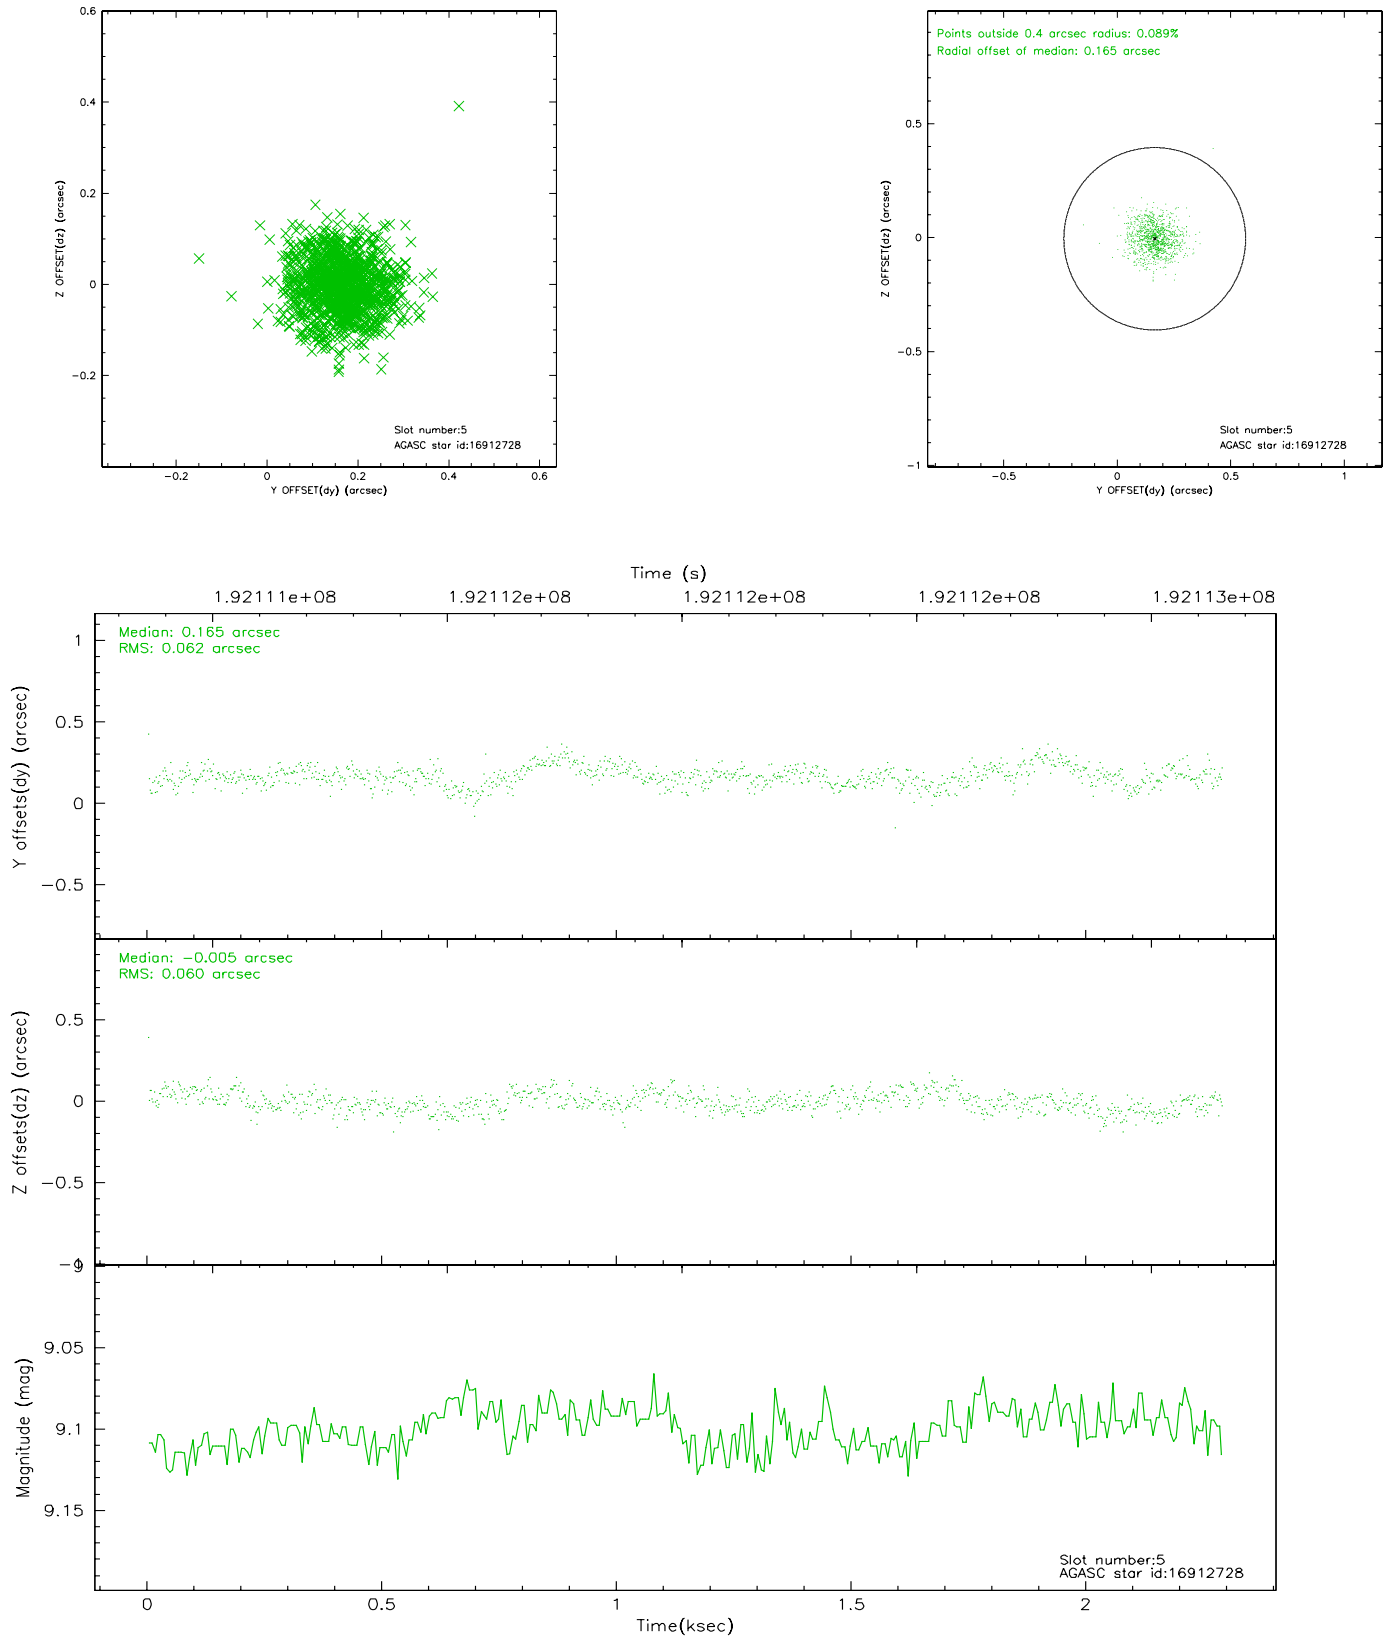 0.6
0.4
0.2
0
−0.2
Z OFFSET(dz) (arcsec)
−0.2 0 0.2 0.4 0.6
Y OFFSET(dy) (arcsec)
Slot number:5
AGASC star id:16912728
Points outside 0.4 arcsec radius: 0.089%
Radial offset of median: 0.165 arcsec
0.5
0
−0.5
−1
Z OFFSET(dz) (arcsec)
−0.5 0 0.5 1
Y OFFSET(dy) (arcsec)
Slot number:5
AGASC star id:16912728
Time (s)
1.92111e+08 1.92112e+08 1.92112e+08 1.92112e+08 1.92113e+08
Median: 0.165 arcsec
RMS: 0.062 arcsec
1
0.5
0
−0.5
Y offsets(dy) (arcsec)
Median: −0.005 arcsec
RMS: 0.060 arcsec
0.5
0
−0.5
−1
Z offsets(dz) (arcsec)
9
9.05
9.1
9.15
Magnitude (mag)
Slot number:5
AGASC star id:16912728
0 0.5 1 1.5 2
Time(ksec)